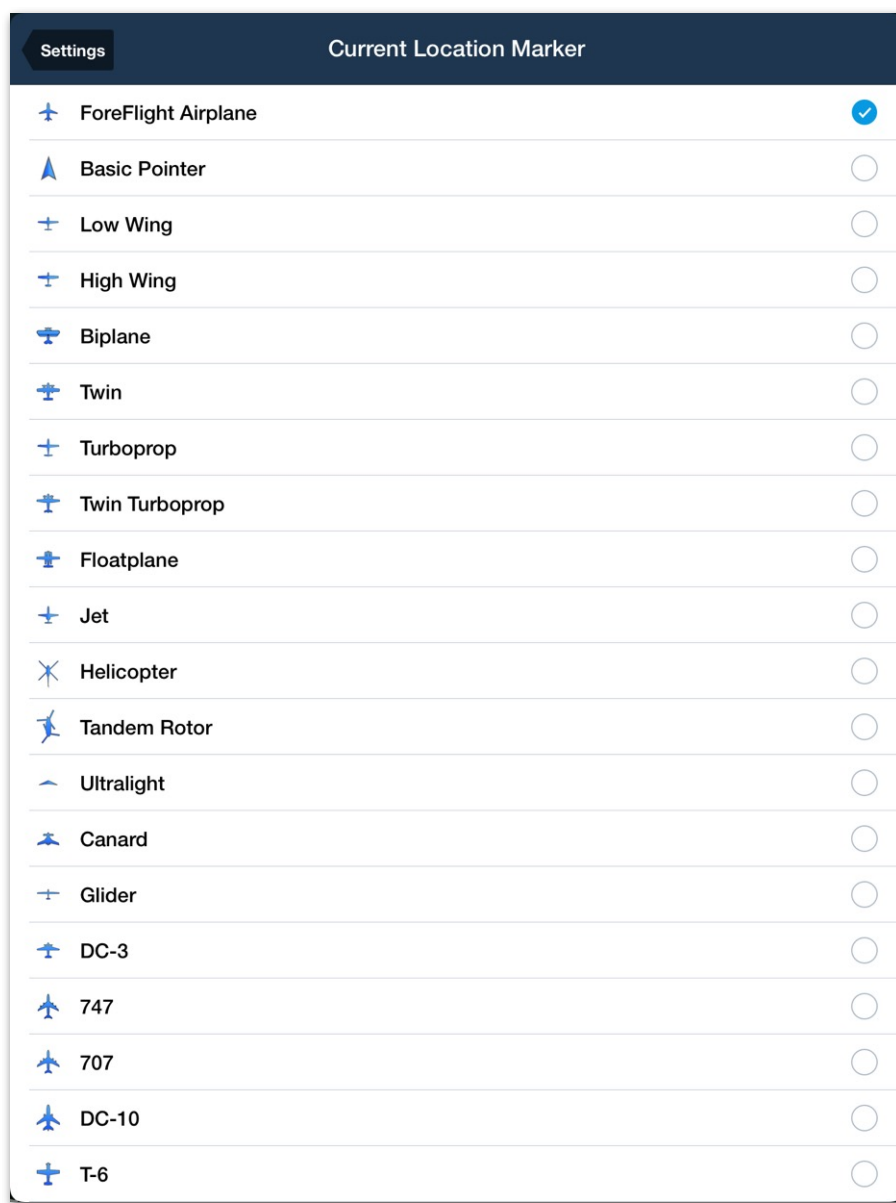 Settings
Current Location Marker
ForeFlight Airplane
Basic Pointer
Low Wing
High Wing
Biplane
Twin
Turboprop
Twin Turboprop
Floatplane
Jet
Helicopter
Tandem Rotor
Ultralight
Canard
Glider
DC-3
747
707
DC-10
T-6